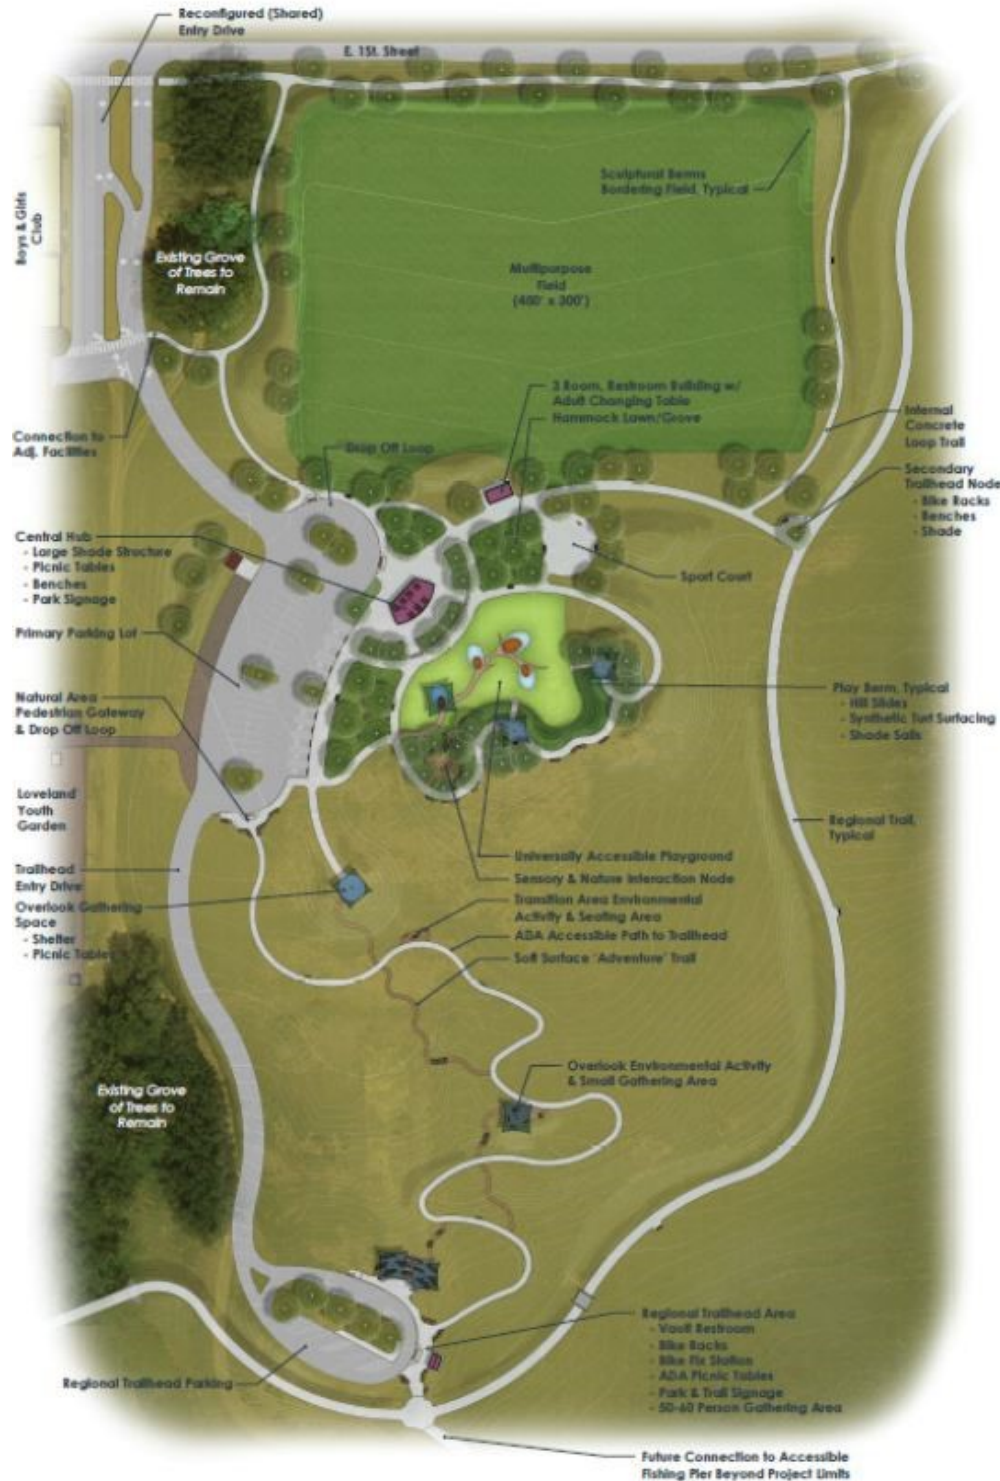 Reconfigured (Shared)
Entry Drive
E. 1St. Street
Boys & Girls
Club
Sculptural Berms
Bordering Field, Typical
Existing Grove
of Trees to
Remain
Multipurpose
Field
(450' x 300')
3 Room, Restroom Building w/
Adult Changing Table
Hammock Lawn/Grove
Connection to
Adj. Facilities
Drop Off Loop
Internal
Concrete
Loop Trail
Secondary
Trailhead Node
- Bike Racks
- Benches
- Shade
Central Hub
- Large Shade Structure
- Picnic Tables
- Benches
- Park Signage
Sport Court
Primary Parking Lot
Natural Area
Pedestrian Gateway
& Drop Off Loop
Play Berm, Typical
- Hill Slides
- Synthetic Turf Surfacing
- Shade Sails
Loveland
Youth
Garden
Regional Trail,
Typical
Universally Accessible Playground
Sensory & Nature Interaction Node
Trailhead
Entry Drive
Transition Area Environmental
Activity & Seating Area
Overlook Gathering
Space
- Shelter
- Picnic Tables
ADA Accessible Path to Trailhead
Soft Surface 'Adventure' Trail
Overlook Environmental Activity
& Small Gathering Area
Existing Grove
of Trees to
Remain
Regional Trailhead Area
- Vault Restroom
- Bike Racks
- Bike Fix Station
- ADA Picnic Tables
- Park & Trail Signage
- 50-60 Person Gathering Area
Regional Trailhead Parking
Future Connection to Accessible
Fishing Pier Beyond Project Limits